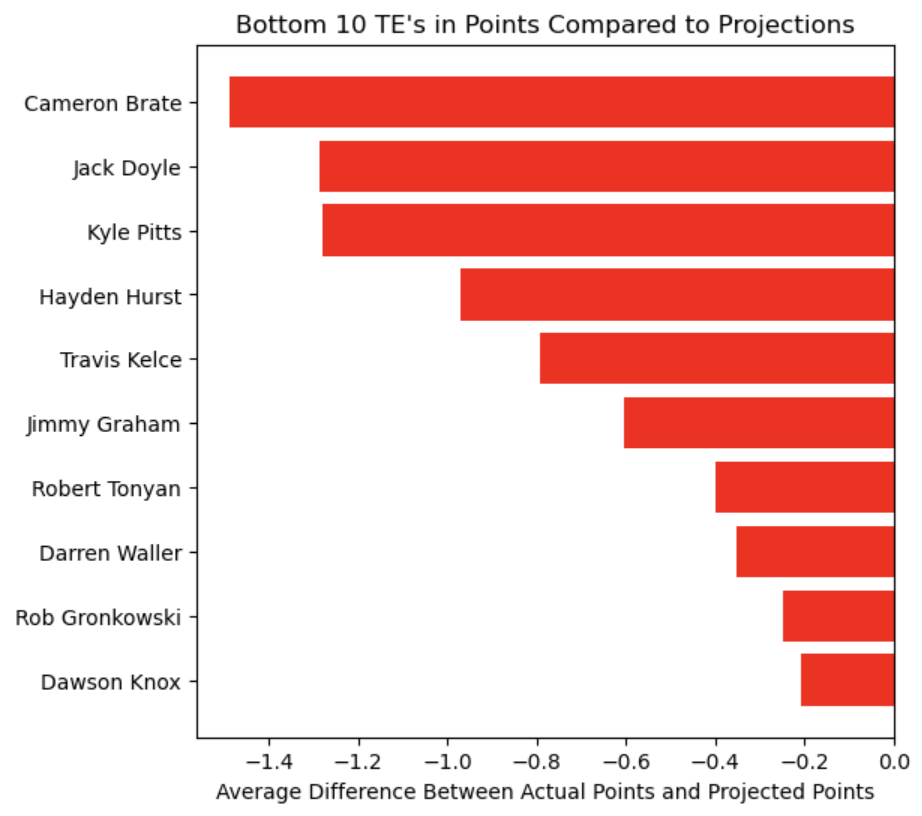 Bottom 10 TE's in Points Compared to Projections
Cameron Brate
Jack Doyle
Kyle Pitts
Hayden Hurst
Travis Kelce
Jimmy Graham
Robert Tonyan
Darren Waller
Rob Gronkowski
Dawson Knox
−1.4 −1.2 −1.0 −0.8 −0.6 −0.4 −0.2 0.0
Average Difference Between Actual Points and Projected Points